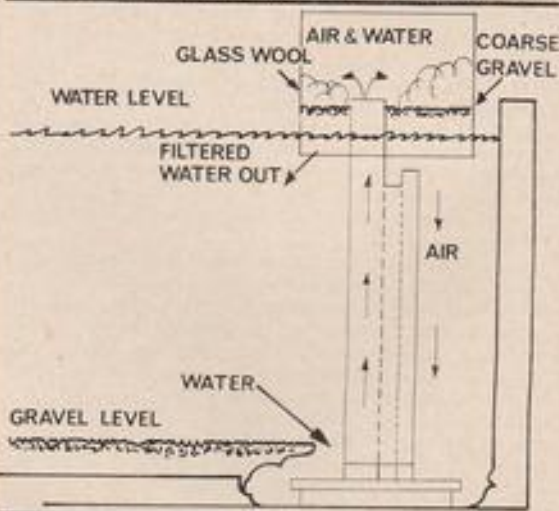 AIR & WATER
COARSE
GRAVEL
GLASS WOOL
WATER LEVEL
FILTERED
WATER OUT
AIR
WATER
GRAVEL LEVEL